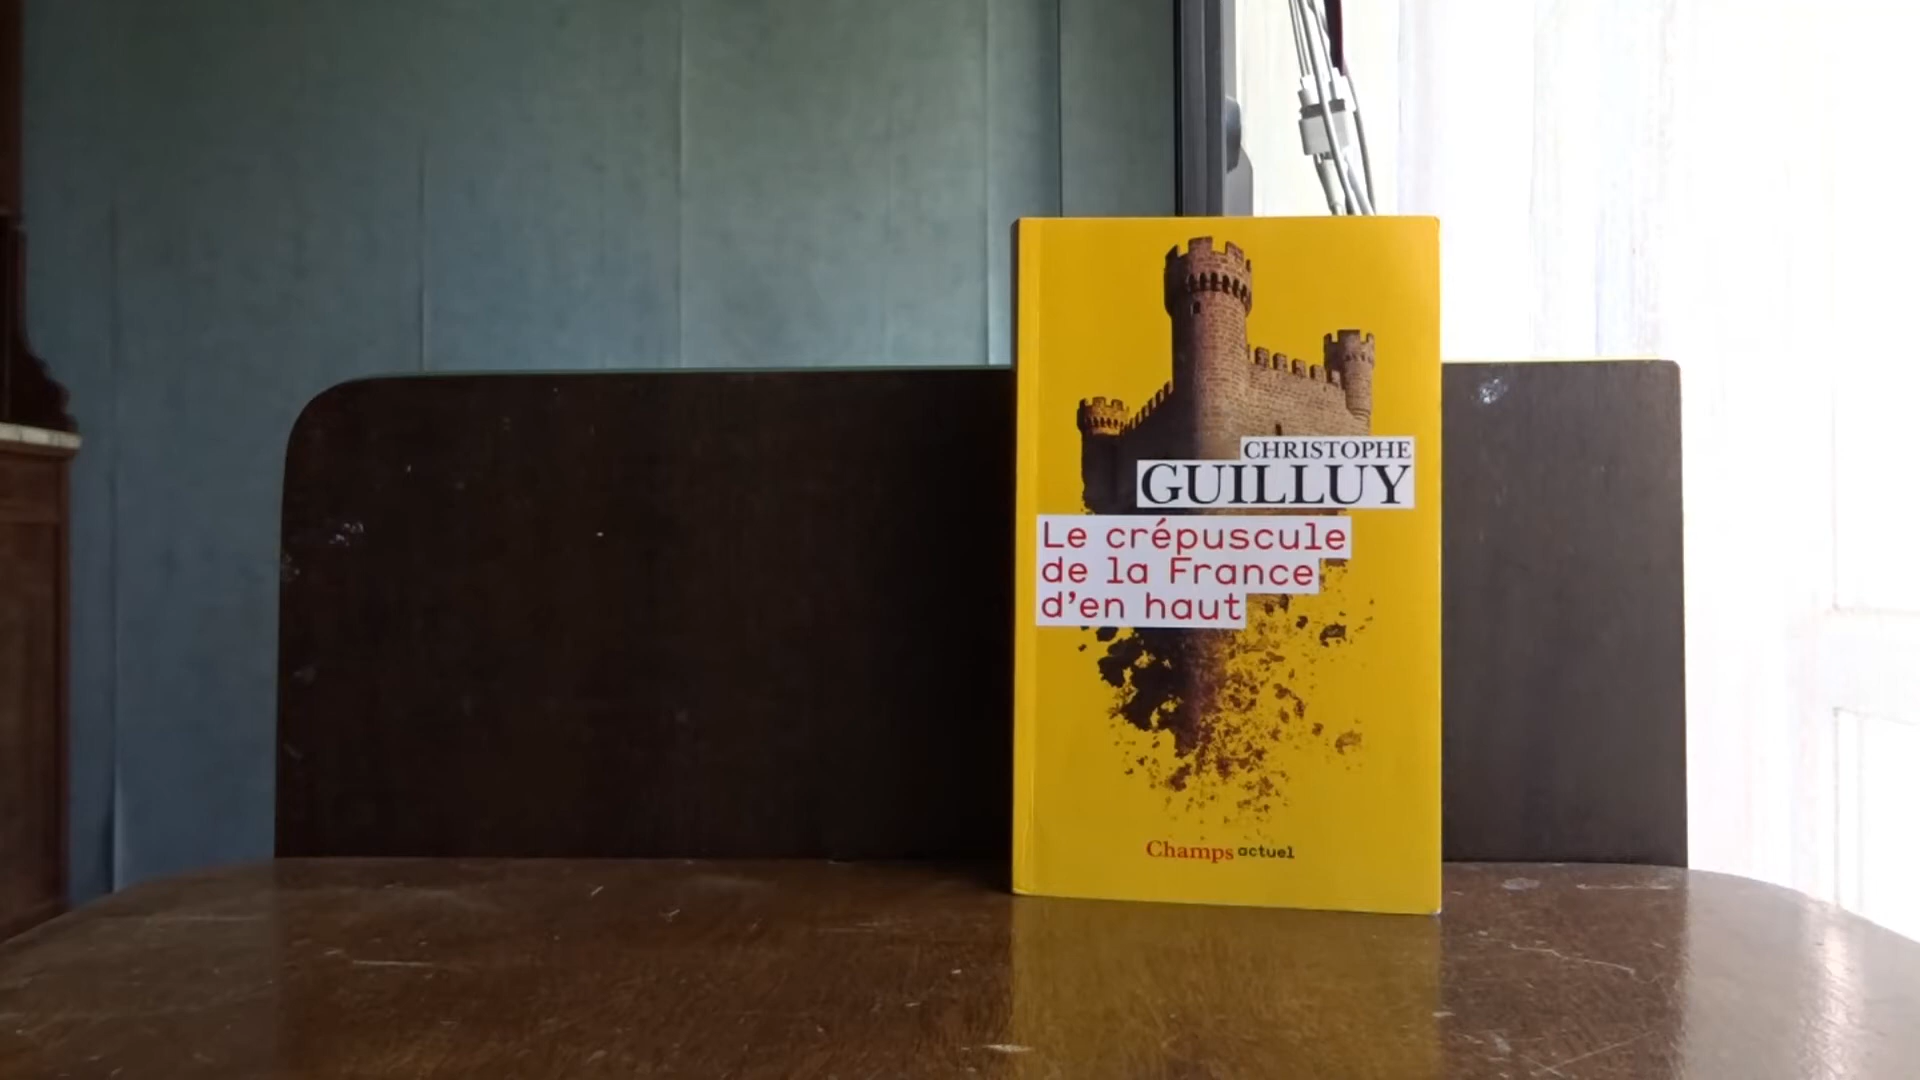 CHRISTOPHE
GUILLUY
Le crépuscule
de la France
d'en haut
Champs actuel